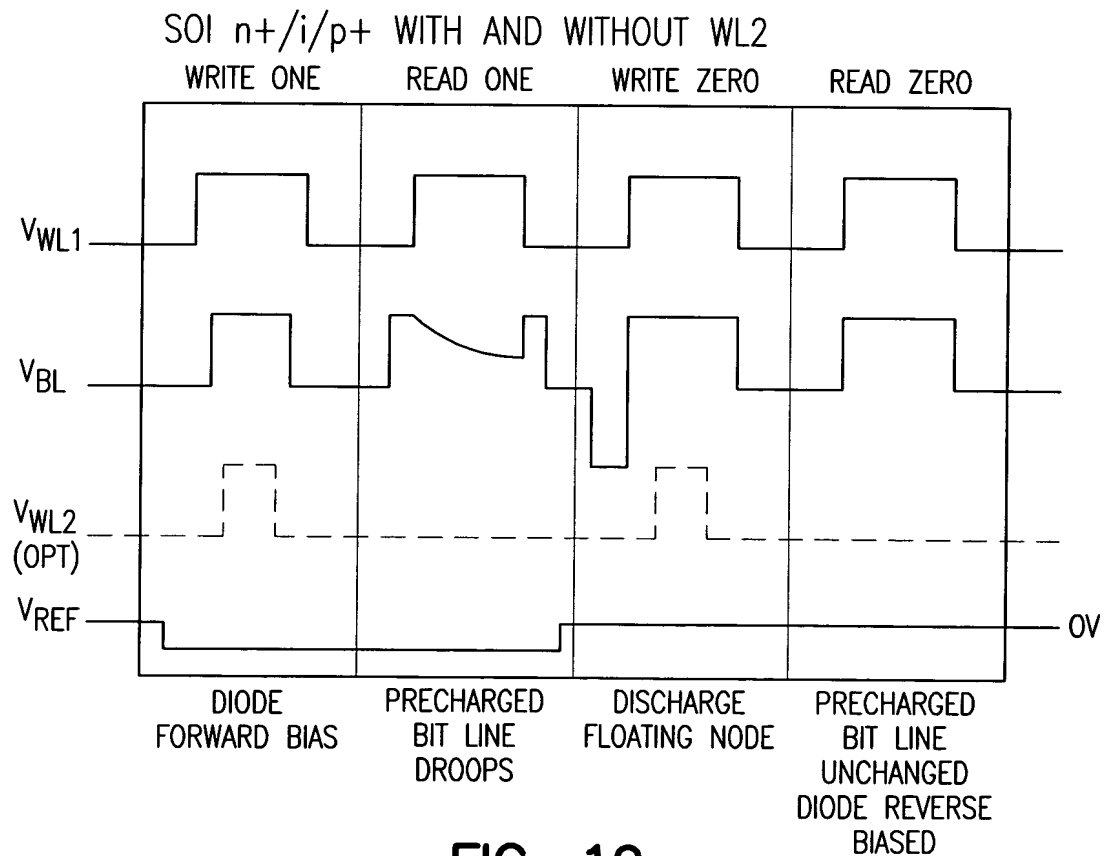 SOI n+/i/p+ WITH AND WITHOUT WL2
WRITE ONE READ ONE WRITE ZERO READ ZERO
VWL1
VBL
VWL2
(OPT)
VREF
0V
DIODE
FORWARD BIAS
PRECHARGED
BIT LINE
DROOPS
DISCHARGE
FLOATING NODE
PRECHARGED
BIT LINE
UNCHANGED
DIODE REVERSE
BIASED